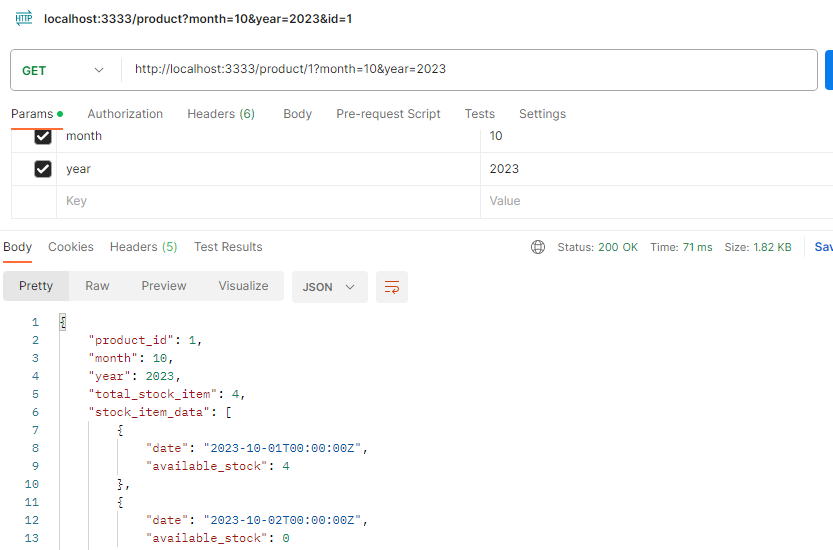 HTTP localhost:3333/product?month=10&year=2023&id=1
GET http://localhost:3333/product/1?month=10&year=2023
Params Authorization Headers (6) Body Pre-request Script Tests Settings
month 10
year 2023
Key Value
Body Cookies Headers (5) Test Results Status: 200 OK Time: 71 ms Size: 1.82 KB Sav
Pretty Raw Preview Visualize JSON
1 {
2 "product_id": 1,
3 "month": 10,
4 "year": 2023,
5 "total_stock_item": 4,
6 "stock_item_data": [
7 {
8 "date": "2023-10-01T00:00:00Z",
9 "available_stock": 4
10 },
11 {
12 "date": "2023-10-02T00:00:00Z",
13 "available_stock": 0